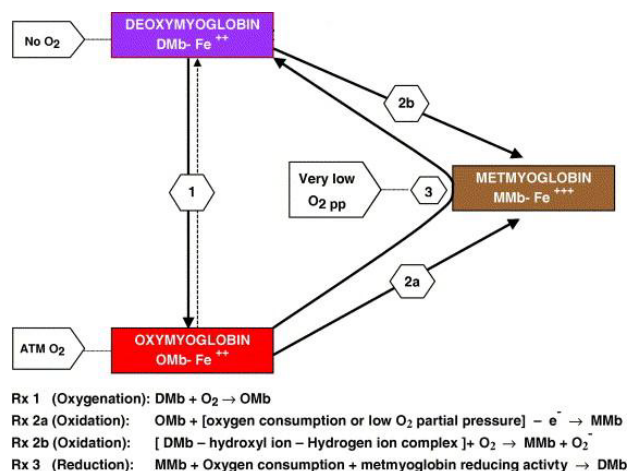 DEOXYMYOGLOBIN
DMb- Fe ++
No O2
2b
METMYOGLOBIN
MMb- Fe +++
Very low
O2 pp
3
1
2a
OXYMYOGLOBIN
OMb- Fe ++
ATM O2
Rx 1 (Oxygenation): DMb + O2 → OMb
Rx 2a (Oxidation): OMb + [oxygen consumption or low O2 partial pressure] – e- → MMb
Rx 2b (Oxidation): [ DMb – hydroxyl ion – Hydrogen ion complex ]+ O2 → MMb + O2-
Rx 3 (Reduction): MMb + Oxygen consumption + metmyoglobin reducing activty → DMb